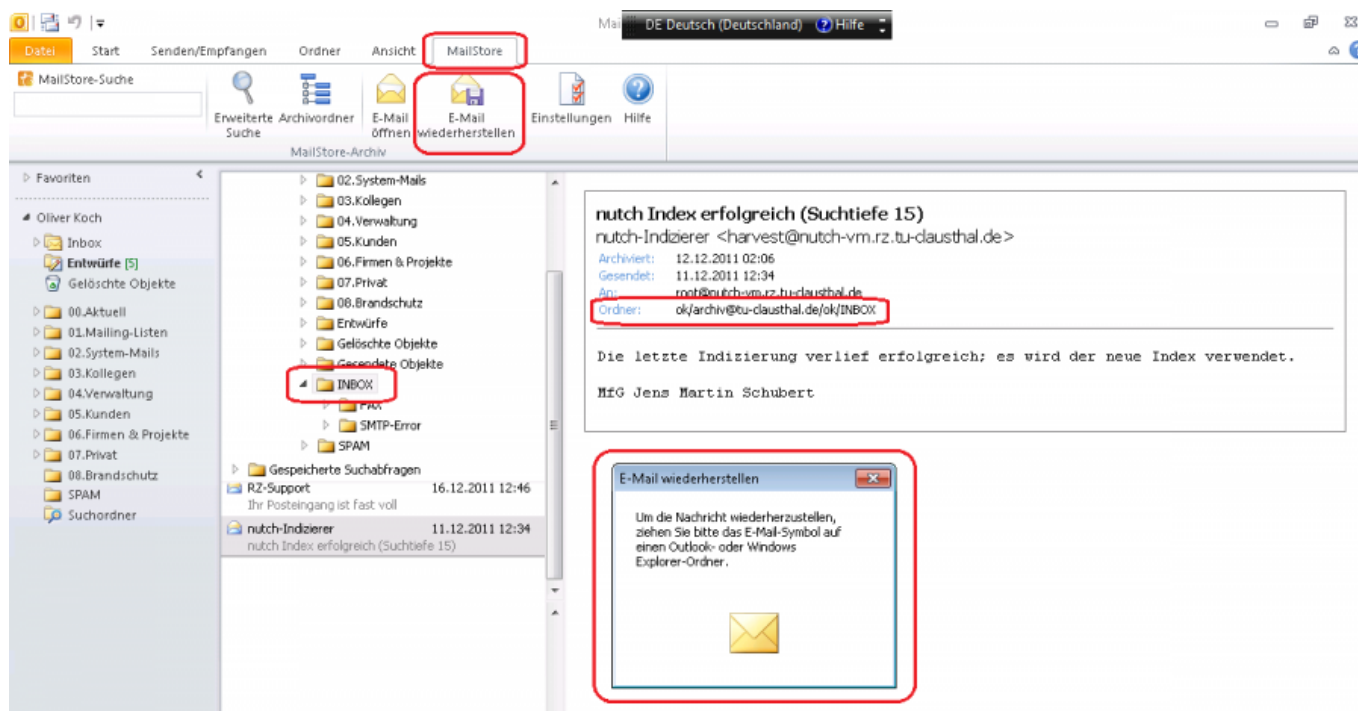 Mai
DE Deutsch (Deutschland) Hilfe
Datei Start Senden/Empfangen Ordner Ansicht MailStore
MailStore-Suche
Erweiterte Suche
Archivordner
E-Mail öffnen
E-Mail wiederherstellen
Einstellungen
Hilfe
MailStore-Archiv
Favoriten
Oliver Koch
Inbox
Entwürfe [5]
Gelöschte Objekte
00.Aktuell
01.Mailing-Listen
02.System-Mails
03.Kollegen
04.Verwaltung
05.Kunden
06.Firmen & Projekte
07.Privat
08.Brandschutz
SPAM
Suchordner
02.System-Mails
03.Kollegen
04.Verwaltung
05.Kunden
06.Firmen & Projekte
07.Privat
08.Brandschutz
Entwürfe
Gelöschte Objekte
Gesendete Objekte
INBOX
FAX
SMTP-Error
SPAM
Gespeicherte Suchabfragen
RZ-Support 16.12.2011 12:46
Ihr Posteingang ist fast voll
nutch-Indizierer 11.12.2011 12:34
nutch Index erfolgreich (Suchtiefe 15)
nutch Index erfolgreich (Suchtiefe 15)
nutch-Indizierer <harvest@nutch-vm.rz.tu-clausthal.de>
Archiviert: 12.12.2011 02:06
Gesendet: 11.12.2011 12:34
An: root@nutch-vm.rz.tu-clausthal.de
Ordner: ok/archiv@tu-clausthal.de/ok/INBOX
Die letzte Indizierung verlief erfolgreich; es wird der neue Index verwendet.
MfG Jens Martin Schubert
E-Mail wiederherstellen
Um die Nachricht wiederherzustellen,
ziehen Sie bitte das E-Mail-Symbol auf
einen Outlook- oder Windows
Explorer-Ordner.